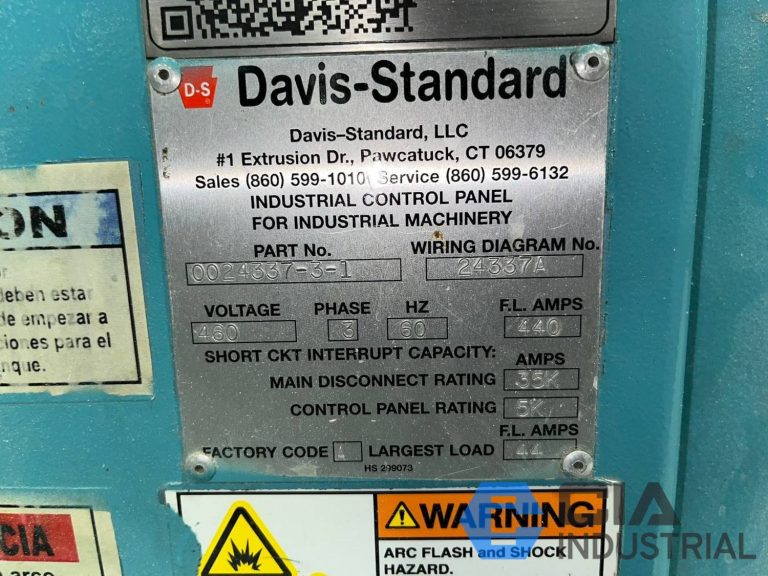 D-S
Davis-Standard
Davis–Standard, LLC
#1 Extrusion Dr., Pawcatuck, CT 06379
Sales (860) 599-1010 Service (860) 599-6132
INDUSTRIAL CONTROL PANEL
FOR INDUSTRIAL MACHINERY
PART No. WIRING DIAGRAM No.
0024337-3-1 24337A
VOLTAGE PHASE HZ F.L. AMPS
460 3 60 440
SHORT CKT INTERRUPT CAPACITY: AMPS
MAIN DISCONNECT RATING 35K
CONTROL PANEL RATING 5K
F.L. AMPS
FACTORY CODE A LARGEST LOAD 44
HS 299073
ON
or
deben estar
de empezar a
ciones para el
nque.
CIA
arco
WARNING
ARC FLASH and SHOCK
HAZARD.
GIA
INDUSTRIAL